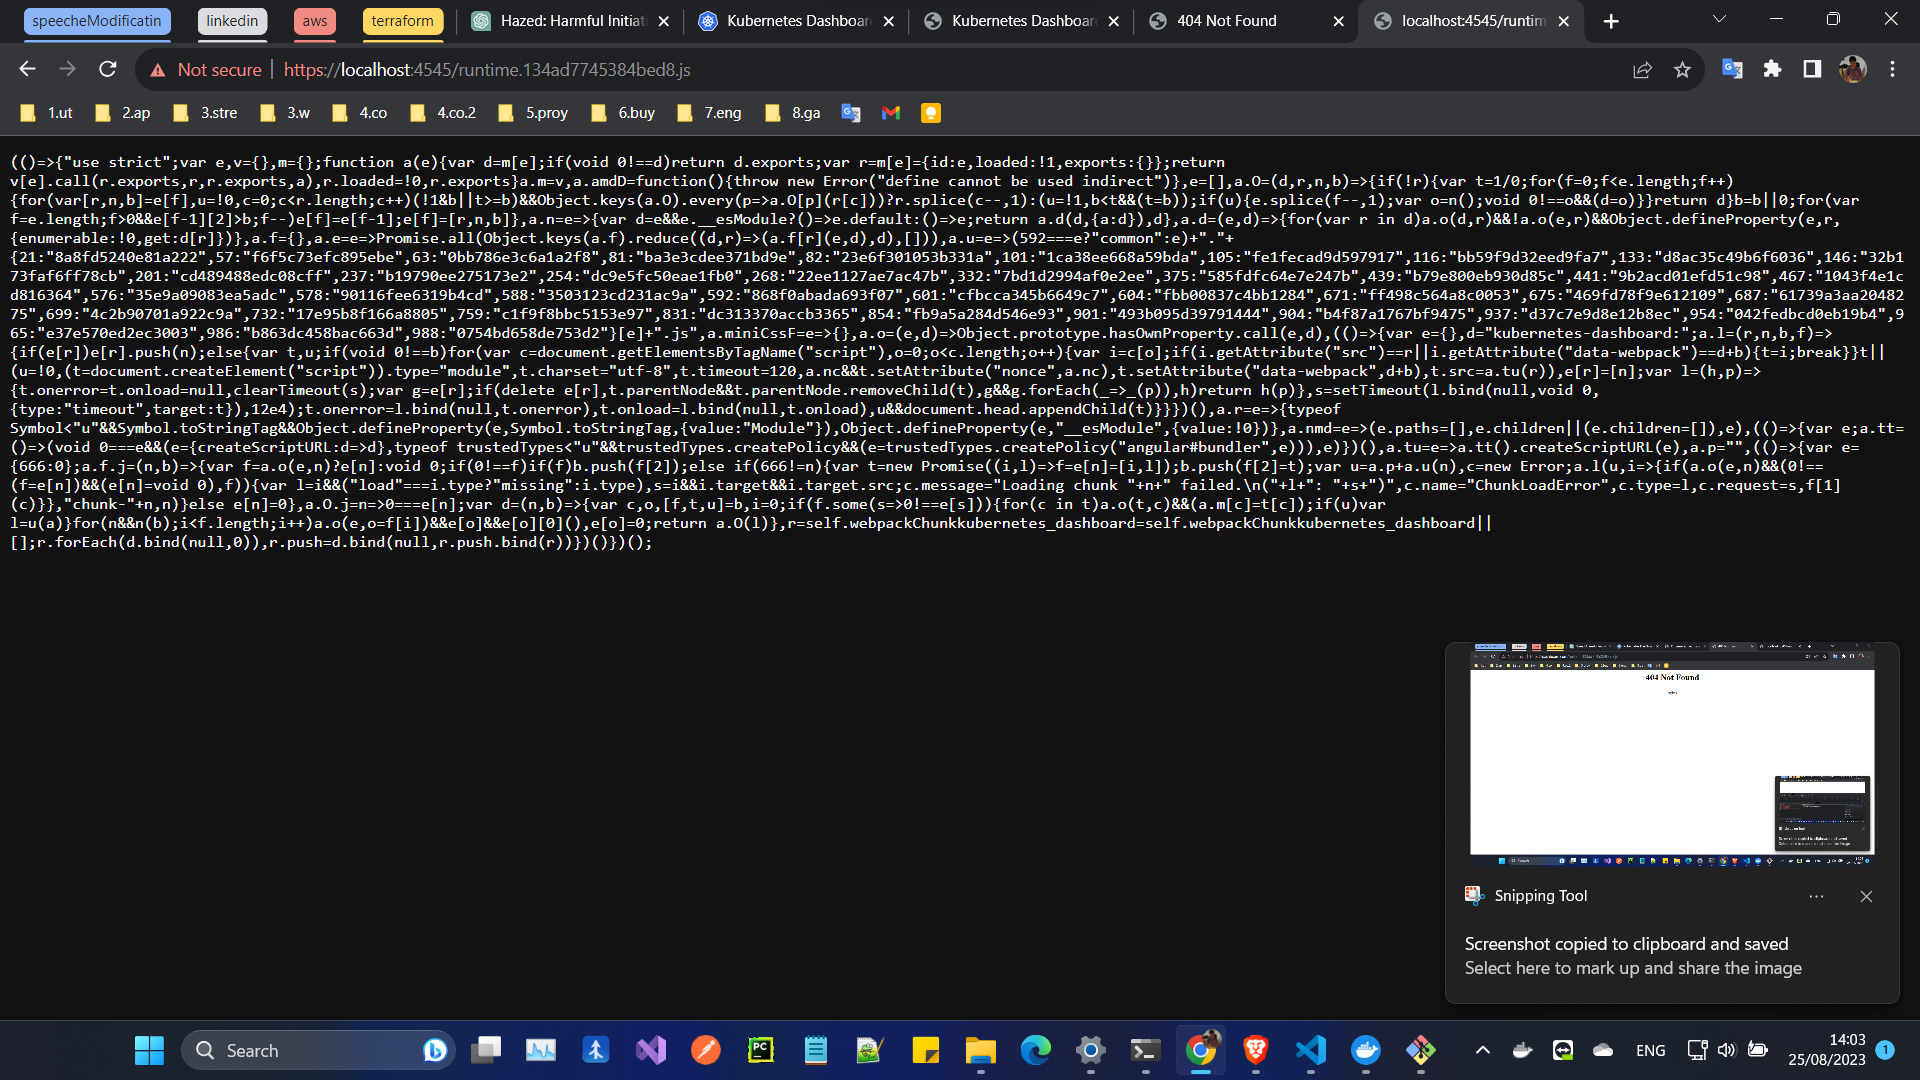 speecheModificatin
linkedin
aws
terraform
Hazed: Harmful Initiat
Kubernetes Dashboar
Kubernetes Dashboar
404 Not Found
localhost:4545/runtim
Not secure
https://localhost:4545/runtime.134ad7745384bed8.js
1.ut
2.ap
3.stre
3.w
4.co
4.co.2
5.proy
6.buy
7.eng
8.ga
(()=>{"use strict";var e,v={},m={};function a(e){var d=m[e];if(void 0!==d)return d.exports;var r=m[e]={id:e,loaded:!1,exports:{}};return
v[e].call(r.exports,r,r.exports,a),r.loaded=!0,r.exports}a.m=v,a.amdD=function(){throw new Error("define cannot be used indirect")},e=[],a.O=(d,r,n,b)=>{if(!r){var t=1/0;for(f=0;f<e.length;f++)
{for(var[r,n,b]=e[f],u=!0,c=0;c<r.length;c++)(!1&b||t>=b)&&Object.keys(a.O).every(p=>a.O[p](r[c]))?r.splice(c--,1):(u=!1,b<t&&(t=b));if(u){e.splice(f--,1);var o=n();void 0!==o&&(d=o)}}return d}b=b||0;for(var
f=e.length;f>0&&e[f-1][2]>b;f--)e[f]=e[f-1];e[f]=[r,n,b]},a.n=e=>{var d=e&&e.__esModule?()=>e.default:()=>e;return a.d(d,{a:d}),d},a.d=(e,d)=>{for(var r in d)a.o(d,r)&&!a.o(e,r)&&Object.defineProperty(e,r,
{enumerable:!0,get:d[r]})},a.f={},a.e=e=>Promise.all(Object.keys(a.f).reduce((d,r)=>(a.f[r](e,d),d),[])),a.u=e=>(592===e?"common":e)+"."+
{21:"8a8fd5240e81a222",57:"f6f5c73efc895ebe",63:"0bb786e3c6a1a2f8",81:"ba3e3cdee371bd9e",82:"23e6f301053b331a",101:"1ca38ee668a59bda",105:"fe1fecad9d597917",116:"bb59f9d32eed9fa7",133:"d8ac35c49b6f6036",146:"32b1
73faf6ff78cb",201:"cd489488edc08cff",237:"b19790ee275173e2",254:"dc9e5fc50eae1fb0",268:"22ee1127ae7ac47b",332:"7bd1d2994af0e2ee",375:"585fdfc64e7e247b",439:"b79e800eb930d85c",441:"9b2acd01efd51c98",467:"1043f4e1c
d816364",576:"35e9a09083ea5adc",578:"90116fee6319b4cd",588:"3503123cd231ac9a",592:"868f0abada693f07",601:"cfbcca345b6649c7",604:"fbb00837c4bb1284",671:"ff498c564a8c0053",675:"469fd78f9e612109",687:"61739a3aa2048
275",699:"4c2b90701a922c9a",732:"17e95b8f166a8805",759:"c1f9f8bbc5153e97",831:"dc313370accb3365",854:"fb9a5a284d546e93",901:"493b095d39791444",904:"b4f87a1767bf9475",937:"d37c7e9d8e12b8ec",954:"042fedbcd0eb19b4",9
65:"e37e570ed2ec3003",986:"b863dc458bac663d",988:"0754bd658de753d2"}[e]+".js",a.miniCssF=e=>{},a.o=(e,d)=>Object.prototype.hasOwnProperty.call(e,d),(()=>{var e={},d="kubernetes-dashboard:";a.l=(r,n,b,f)=>
{if(e[r])e[r].push(n);else{var t,u;if(void 0!==b)for(var c=document.getElementsByTagName("script"),o=0;o<c.length;o++){var i=c[o];if(i.getAttribute("src")==r||i.getAttribute("data-webpack")==d+b){t=i;break}}t||
(u=!0,(t=document.createElement("script")).type="module",t.charset="utf-8",t.timeout=120,a.nc&&t.setAttribute("nonce",a.nc),t.setAttribute("data-webpack",d+b),t.src=a.tu(r)),e[r]=[n];var l=(h,p)=>
{t.onerror=t.onload=null,clearTimeout(s);var g=e[r];if(delete e[r],t.parentNode&&t.parentNode.removeChild(t),g&&g.forEach(_=>_(p)),h)return h(p)},s=setTimeout(l.bind(null,void 0,
{type:"timeout",target:t}),12e4);t.onerror=l.bind(null,t.onerror),t.onload=l.bind(null,t.onload),u&&document.head.appendChild(t)}}})(),a.r=e=>{typeof
Symbol<"u"&&Symbol.toStringTag&&Object.defineProperty(e,Symbol.toStringTag,{value:"Module"}),Object.defineProperty(e,"__esModule",{value:!0})},a.nmd=e=>(e.paths=[],e.children||(e.children=[]),e),(()=>{var e;a.tt=
()=>(void 0===e&&(e={createScriptURL:d=>d},typeof trustedTypes<"u"&&trustedTypes.createPolicy&&(e=trustedTypes.createPolicy("angular#bundler",e))),e)})(),a.tu=e=>a.tt().createScriptURL(e),a.p="",(()=>{var e=
{666:0};a.f.j=(n,b)=>{var f=a.o(e,n)?e[n]:void 0;if(0!==f)if(f)b.push(f[2]);else if(666!=n){var t=new Promise((i,l)=>f=e[n]=[i,l]);b.push(f[2]=t);var u=a.p+a.u(n),c=new Error;a.l(u,i=>{if(a.o(e,n)&&(0!==
(f=e[n])&&(e[n]=void 0),f)){var l=i&&("load"===i.type?"missing":i.type),s=i&&i.target&&i.target.src;c.message="Loading chunk "+n+" failed.\n("+l+": "+s+")",c.name="ChunkLoadError",c.type=l,c.request=s,f[1]
(c)}},"chunk-"+n,n)}else e[n]=0},a.O.j=n=>0===e[n];var d=(n,b)=>{var c,o,[f,t,u]=b,i=0;if(f.some(s=>0!==e[s])){for(c in t)a.o(t,c)&&(a.m[c]=t[c]);if(u)var
l=u(a)}for(n&&n(b);i<f.length;i++)a.o(e,o=f[i])&&e[o]&&e[o][0](),e[o]=0;return a.O(l)},r=self.webpackChunkkubernetes_dashboard=self.webpackChunkkubernetes_dashboard||
[];r.forEach(d.bind(null,0)),r.push=d.bind(null,r.push.bind(r))})()})();
404 Not Found
Snipping Tool
Screenshot copied to clipboard and saved
Select here to mark up and share the image
Search
PC
ENG
14:03
25/08/2023
1